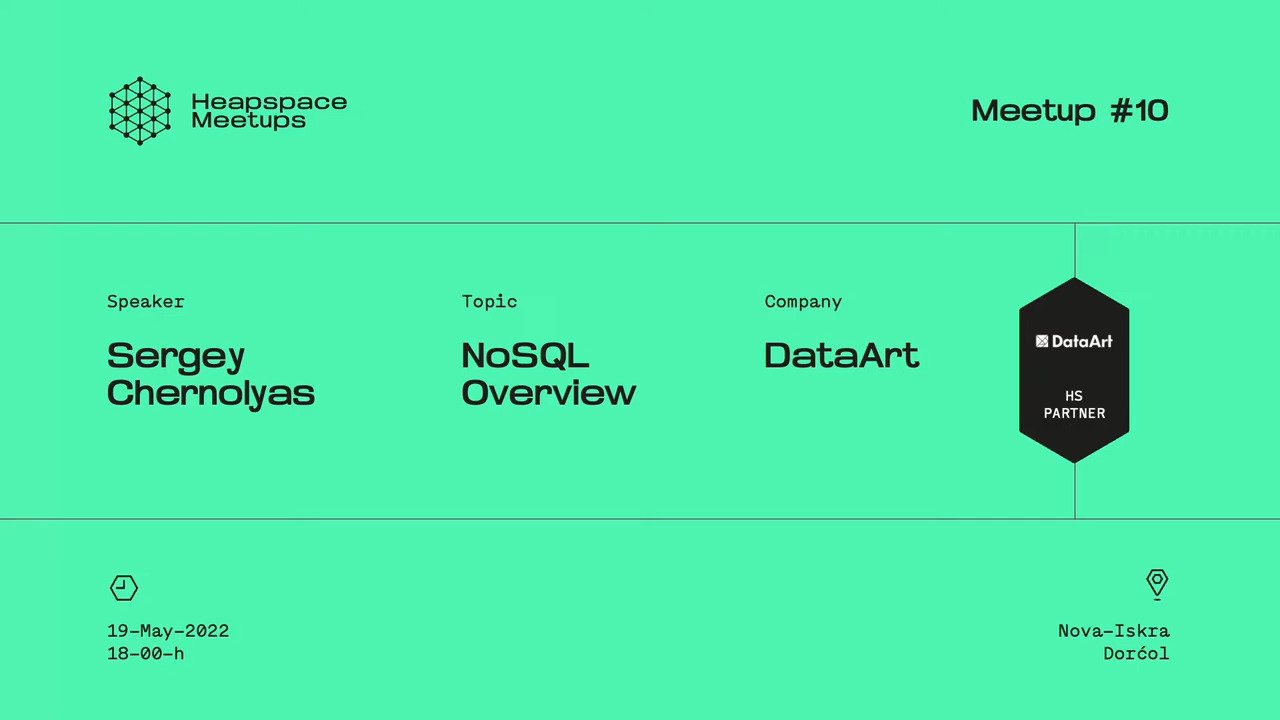 Heapspace
Meetups
Meetup #10
Speaker
Sergey
Chernolyas
Topic
NoSQL
Overview
Company
DataArt
DataArt
HS
PARTNER
19-May-2022
18-00-h
Nova-Iskra
Dorćol